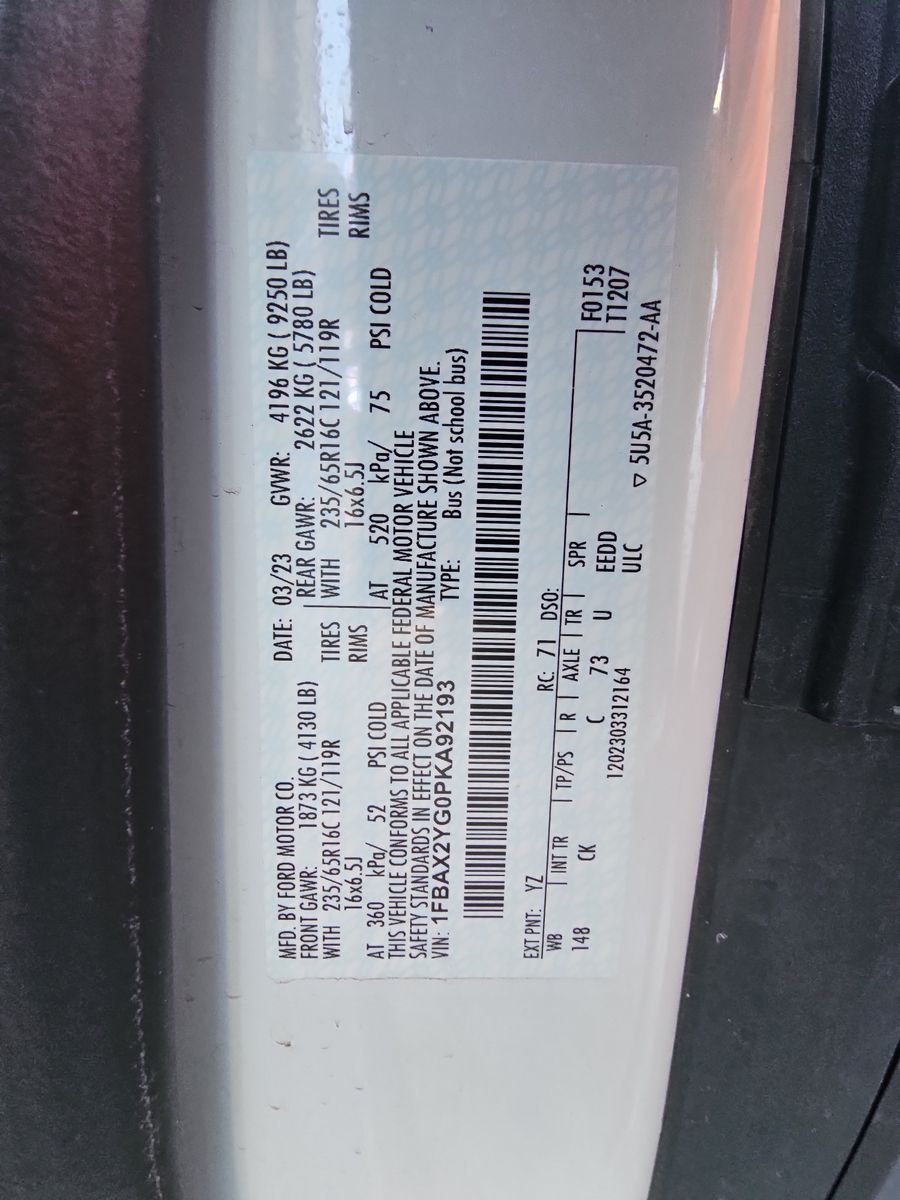 MFD. BY FORD MOTOR CO. DATE: 03/23 GVWR: 4196 KG ( 9250 LB)
FRONT GAWR: 1873 KG ( 4130 LB) REAR GAWR: 2622 KG ( 5780 LB)
WITH 235/65R16C 121/119R TIRES WITH 235/65R16C 121/119R TIRES
16x6.5J RIMS 16x6.5J RIMS
AT 360 kPa/ 52 PSI COLD AT 520 kPa/ 75 PSI COLD
THIS VEHICLE CONFORMS TO ALL APPLICABLE FEDERAL MOTOR VEHICLE
SAFETY STANDARDS IN EFFECT ON THE DATE OF MANUFACTURE SHOWN ABOVE.
VIN: 1FBAX2YG0PKA92193 TYPE: Bus (Not school bus)
EXT PNT: YZ RC: 71 DSO:
WB INT TR TP/PS R AXLE TR SPR
148 CK C 73 U EEDD F0153
1202303312164 ULC T1207
▽ 5U5A-3520472-AA